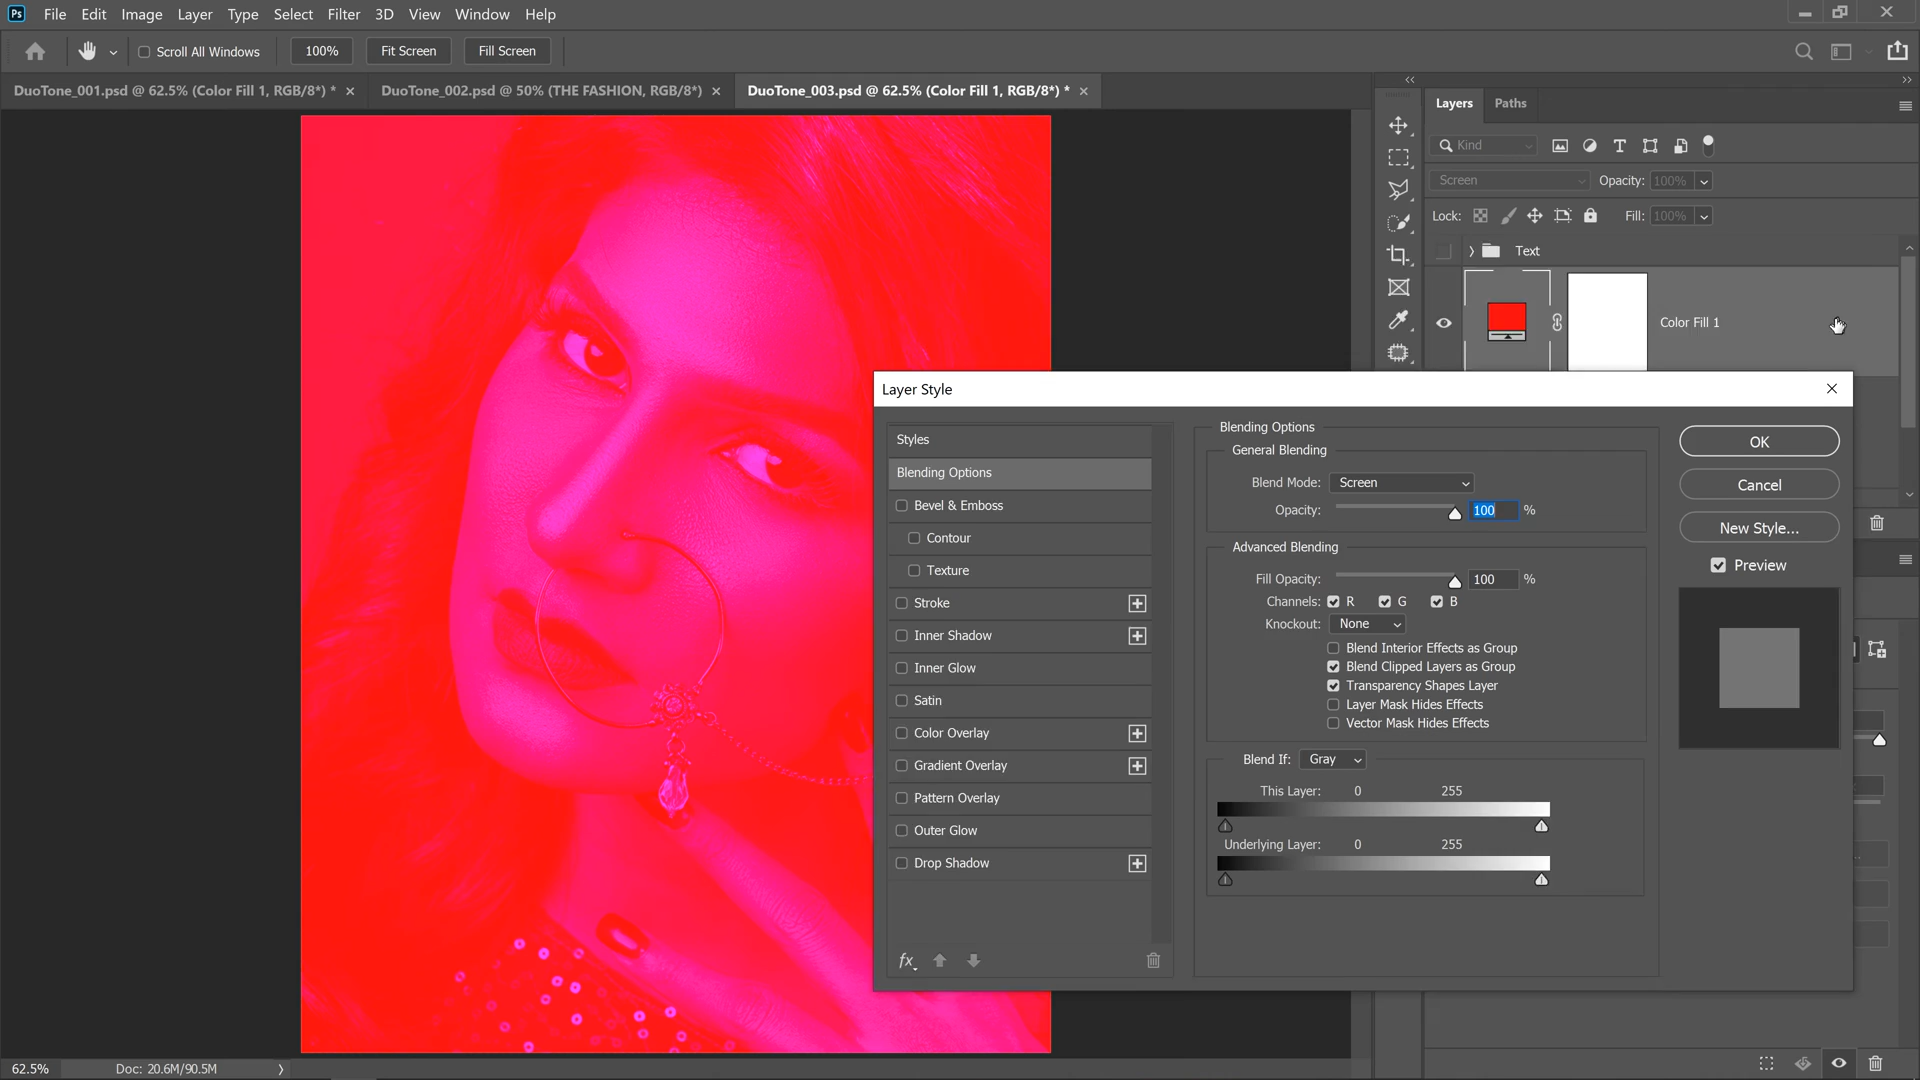 Ps File Edit Image Layer Type Select Filter 3D View Window Help
Scroll All Windows 100% Fit Screen Fill Screen
DuoTone_001.psd @ 62.5% (Color Fill 1, RGB/8*) * DuoTone_002.psd @ 50% (THE FASHION, RGB/8*) DuoTone_003.psd @ 62.5% (Color Fill 1, RGB/8*) *
Layers Paths
Kind
Screen Opacity: 100%
Lock: Fill: 100%
Text
Color Fill 1
Layer Style
Styles
Blending Options
Bevel & Emboss
Contour
Texture
Stroke
Inner Shadow
Inner Glow
Satin
Color Overlay
Gradient Overlay
Pattern Overlay
Outer Glow
Drop Shadow
fx
Blending Options
General Blending
Blend Mode: Screen
Opacity: 100 %
Advanced Blending
Fill Opacity: 100 %
Channels: R G B
Knockout: None
Blend Interior Effects as Group
Blend Clipped Layers as Group
Transparency Shapes Layer
Layer Mask Hides Effects
Vector Mask Hides Effects
Blend If: Gray
This Layer: 0 255
Underlying Layer: 0 255
OK
Cancel
New Style...
Preview
62.5% Doc: 20.6M/90.5M